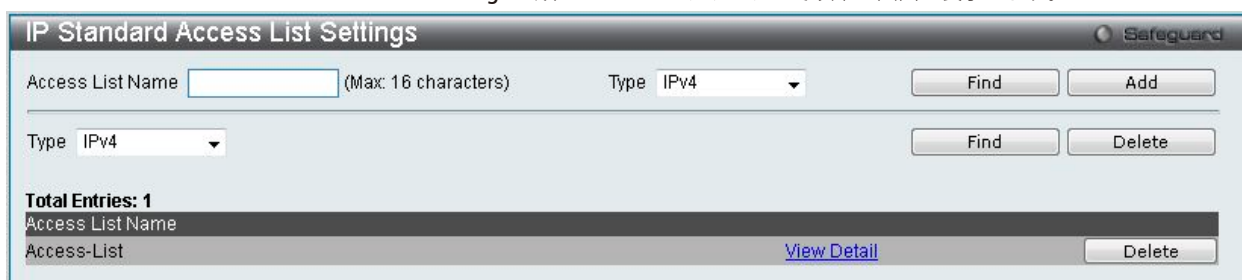 IP Standard Access List Settings Safeguard
Access List Name (Max: 16 characters) Type IPv4 Find Add
Type IPv4 Find Delete
Total Entries: 1
Access List Name
Access-List View Detail Delete